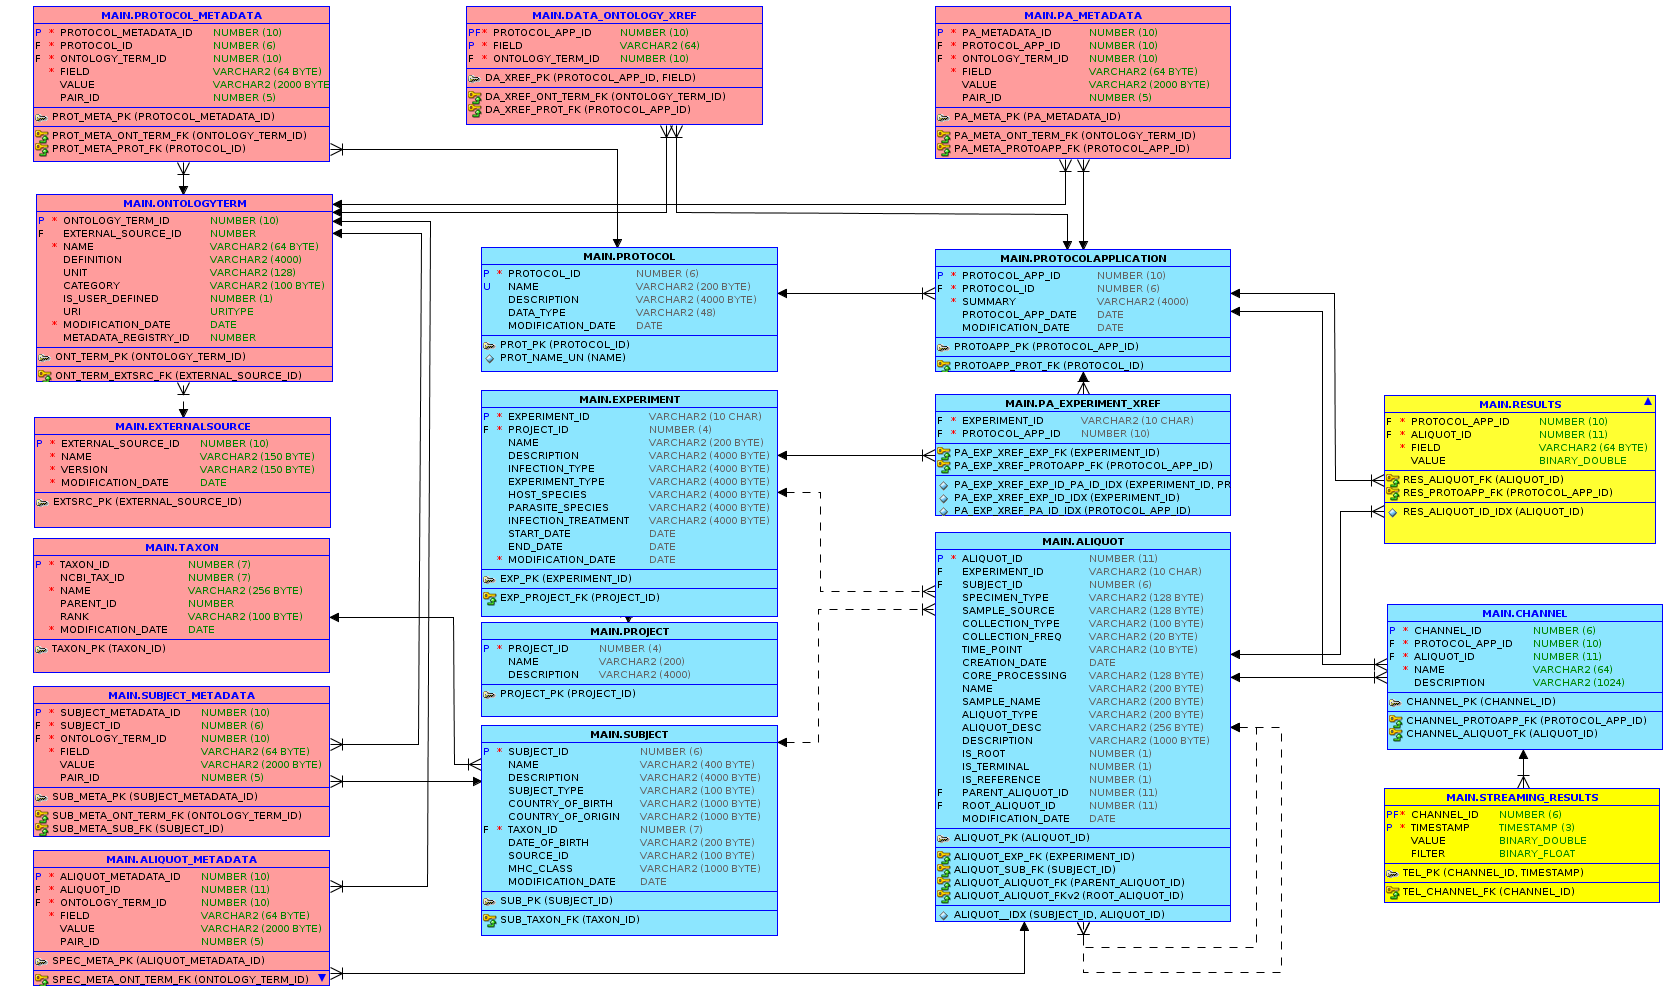 MAIN.PROTOCOL_METADATA
P * PROTOCOL_METADATA_ID NUMBER (10)
F * PROTOCOL_ID NUMBER (6)
F * ONTOLOGY_TERM_ID NUMBER (10)
* FIELD VARCHAR2 (64 BYTE)
VALUE VARCHAR2 (2000 BYTE
PAIR_ID NUMBER (5)
PROT_META_PK (PROTOCOL_METADATA_ID)
PROT_META_ONT_TERM_FK (ONTOLOGY_TERM_ID)
PROT_META_PROT_FK (PROTOCOL_ID)
MAIN.DATA_ONTOLOGY_XREF
PF* PROTOCOL_APP_ID NUMBER (10)
P * FIELD VARCHAR2 (64)
F * ONTOLOGY_TERM_ID NUMBER (10)
DA_XREF_PK (PROTOCOL_APP_ID, FIELD)
DA_XREF_ONT_TERM_FK (ONTOLOGY_TERM_ID)
DA_XREF_PROT_FK (PROTOCOL_APP_ID)
MAIN.PA_METADATA
P * PA_METADATA_ID NUMBER (10)
F * PROTOCOL_APP_ID NUMBER (10)
F * ONTOLOGY_TERM_ID NUMBER (10)
* FIELD VARCHAR2 (64 BYTE)
VALUE VARCHAR2 (2000 BYTE)
PAIR_ID NUMBER (5)
PA_META_PK (PA_METADATA_ID)
PA_META_ONT_TERM_FK (ONTOLOGY_TERM_ID)
PA_META_PROTOAPP_FK (PROTOCOL_APP_ID)
MAIN.ONTOLOGYTERM
P * ONTOLOGY_TERM_ID NUMBER (10)
F EXTERNAL_SOURCE_ID NUMBER
* NAME VARCHAR2 (64 BYTE)
DEFINITION VARCHAR2 (4000)
UNIT VARCHAR2 (128)
CATEGORY VARCHAR2 (100 BYTE)
IS_USER_DEFINED NUMBER (1)
URI URITYPE
* MODIFICATION_DATE DATE
METADATA_REGISTRY_ID NUMBER
ONT_TERM_PK (ONTOLOGY_TERM_ID)
ONT_TERM_EXTSRC_FK (EXTERNAL_SOURCE_ID)
MAIN.PROTOCOL
P * PROTOCOL_ID NUMBER (6)
U NAME VARCHAR2 (200 BYTE)
DESCRIPTION VARCHAR2 (4000 BYTE)
DATA_TYPE VARCHAR2 (48)
MODIFICATION_DATE DATE
PROT_PK (PROTOCOL_ID)
PROT_NAME_UN (NAME)
MAIN.PROTOCOLAPPLICATION
P * PROTOCOL_APP_ID NUMBER (10)
F * PROTOCOL_ID NUMBER (6)
* SUMMARY VARCHAR2 (4000)
PROTOCOL_APP_DATE DATE
MODIFICATION_DATE DATE
PROTOAPP_PK (PROTOCOL_APP_ID)
PROTOAPP_PROT_FK (PROTOCOL_ID)
MAIN.EXTERNALSOURCE
P * EXTERNAL_SOURCE_ID NUMBER (10)
* NAME VARCHAR2 (150 BYTE)
* VERSION VARCHAR2 (150 BYTE)
* MODIFICATION_DATE DATE
EXTSRC_PK (EXTERNAL_SOURCE_ID)
MAIN.EXPERIMENT
P * EXPERIMENT_ID VARCHAR2 (10 CHAR)
F * PROJECT_ID NUMBER (4)
NAME VARCHAR2 (200 BYTE)
DESCRIPTION VARCHAR2 (4000 BYTE)
INFECTION_TYPE VARCHAR2 (4000 BYTE)
EXPERIMENT_TYPE VARCHAR2 (4000 BYTE)
HOST_SPECIES VARCHAR2 (4000 BYTE)
PARASITE_SPECIES VARCHAR2 (4000 BYTE)
INFECTION_TREATMENT VARCHAR2 (4000 BYTE)
START_DATE DATE
END_DATE DATE
* MODIFICATION_DATE DATE
EXP_PK (EXPERIMENT_ID)
EXP_PROJECT_FK (PROJECT_ID)
MAIN.PA_EXPERIMENT_XREF
F * EXPERIMENT_ID VARCHAR2 (10 CHAR)
F * PROTOCOL_APP_ID NUMBER (10)
PA_EXP_XREF_EXP_FK (EXPERIMENT_ID)
PA_EXP_XREF_PROTOAPP_FK (PROTOCOL_APP_ID)
PA_EXP_XREF_EXP_ID_PA_ID_IDX (EXPERIMENT_ID, PR
PA_EXP_XREF_EXP_ID_IDX (EXPERIMENT_ID)
PA_EXP_XREF_PA_ID_IDX (PROTOCOL_APP_ID)
MAIN.RESULTS
F * PROTOCOL_APP_ID NUMBER (10)
F * ALIQUOT_ID NUMBER (11)
* FIELD VARCHAR2 (64 BYTE)
VALUE BINARY_DOUBLE
RES_ALIQUOT_FK (ALIQUOT_ID)
RES_PROTOAPP_FK (PROTOCOL_APP_ID)
RES_ALIQUOT_ID_IDX (ALIQUOT_ID)
MAIN.TAXON
P * TAXON_ID NUMBER (7)
NCBI_TAX_ID NUMBER (7)
* NAME VARCHAR2 (256 BYTE)
PARENT_ID NUMBER
RANK VARCHAR2 (100 BYTE)
* MODIFICATION_DATE DATE
TAXON_PK (TAXON_ID)
MAIN.PROJECT
P * PROJECT_ID NUMBER (4)
NAME VARCHAR2 (200)
DESCRIPTION VARCHAR2 (4000)
PROJECT_PK (PROJECT_ID)
MAIN.ALIQUOT
P * ALIQUOT_ID NUMBER (11)
F EXPERIMENT_ID VARCHAR2 (10 CHAR)
F SUBJECT_ID NUMBER (6)
SPECIMEN_TYPE VARCHAR2 (128 BYTE)
SAMPLE_SOURCE VARCHAR2 (128 BYTE)
COLLECTION_TYPE VARCHAR2 (100 BYTE)
COLLECTION_FREQ VARCHAR2 (20 BYTE)
TIME_POINT VARCHAR2 (10 BYTE)
CREATION_DATE DATE
CORE_PROCESSING VARCHAR2 (128 BYTE)
NAME VARCHAR2 (200 BYTE)
SAMPLE_NAME VARCHAR2 (200 BYTE)
ALIQUOT_TYPE VARCHAR2 (200 BYTE)
ALIQUOT_DESC VARCHAR2 (256 BYTE)
DESCRIPTION VARCHAR2 (1000 BYTE)
IS_ROOT NUMBER (1)
IS_TERMINAL NUMBER (1)
IS_REFERENCE NUMBER (1)
F PARENT_ALIQUOT_ID NUMBER (11)
F ROOT_ALIQUOT_ID NUMBER (11)
MODIFICATION_DATE DATE
ALIQUOT_PK (ALIQUOT_ID)
ALIQUOT_EXP_FK (EXPERIMENT_ID)
ALIQUOT_SUB_FK (SUBJECT_ID)
ALIQUOT_ALIQUOT_FK (PARENT_ALIQUOT_ID)
ALIQUOT_ALIQUOT_FKv2 (ROOT_ALIQUOT_ID)
ALIQUOT__IDX (SUBJECT_ID, ALIQUOT_ID)
MAIN.CHANNEL
P * CHANNEL_ID NUMBER (6)
F * PROTOCOL_APP_ID NUMBER (10)
F * ALIQUOT_ID NUMBER (11)
* NAME VARCHAR2 (64)
DESCRIPTION VARCHAR2 (1024)
CHANNEL_PK (CHANNEL_ID)
CHANNEL_PROTOAPP_FK (PROTOCOL_APP_ID)
CHANNEL_ALIQUOT_FK (ALIQUOT_ID)
MAIN.SUBJECT_METADATA
P * SUBJECT_METADATA_ID NUMBER (10)
F * SUBJECT_ID NUMBER (6)
F * ONTOLOGY_TERM_ID NUMBER (10)
* FIELD VARCHAR2 (64 BYTE)
VALUE VARCHAR2 (2000 BYTE)
PAIR_ID NUMBER (5)
SUB_META_PK (SUBJECT_METADATA_ID)
SUB_META_ONT_TERM_FK (ONTOLOGY_TERM_ID)
SUB_META_SUB_FK (SUBJECT_ID)
MAIN.SUBJECT
P * SUBJECT_ID NUMBER (6)
NAME VARCHAR2 (400 BYTE)
DESCRIPTION VARCHAR2 (4000 BYTE)
SUBJECT_TYPE VARCHAR2 (100 BYTE)
COUNTRY_OF_BIRTH VARCHAR2 (1000 BYTE)
COUNTRY_OF_ORIGIN VARCHAR2 (1000 BYTE)
F * TAXON_ID NUMBER (7)
DATE_OF_BIRTH VARCHAR2 (200 BYTE)
SOURCE_ID VARCHAR2 (100 BYTE)
MHC_CLASS VARCHAR2 (1000 BYTE)
MODIFICATION_DATE DATE
SUB_PK (SUBJECT_ID)
SUB_TAXON_FK (TAXON_ID)
MAIN.STREAMING_RESULTS
PF* CHANNEL_ID NUMBER (6)
P * TIMESTAMP TIMESTAMP (3)
VALUE BINARY_DOUBLE
FILTER BINARY_FLOAT
TEL_PK (CHANNEL_ID, TIMESTAMP)
TEL_CHANNEL_FK (CHANNEL_ID)
MAIN.ALIQUOT_METADATA
P * ALIQUOT_METADATA_ID NUMBER (10)
F * ALIQUOT_ID NUMBER (11)
F * ONTOLOGY_TERM_ID NUMBER (10)
* FIELD VARCHAR2 (64 BYTE)
VALUE VARCHAR2 (2000 BYTE)
PAIR_ID NUMBER (5)
SPEC_META_PK (ALIQUOT_METADATA_ID)
SPEC_META_ONT_TERM_FK (ONTOLOGY_TERM_ID)